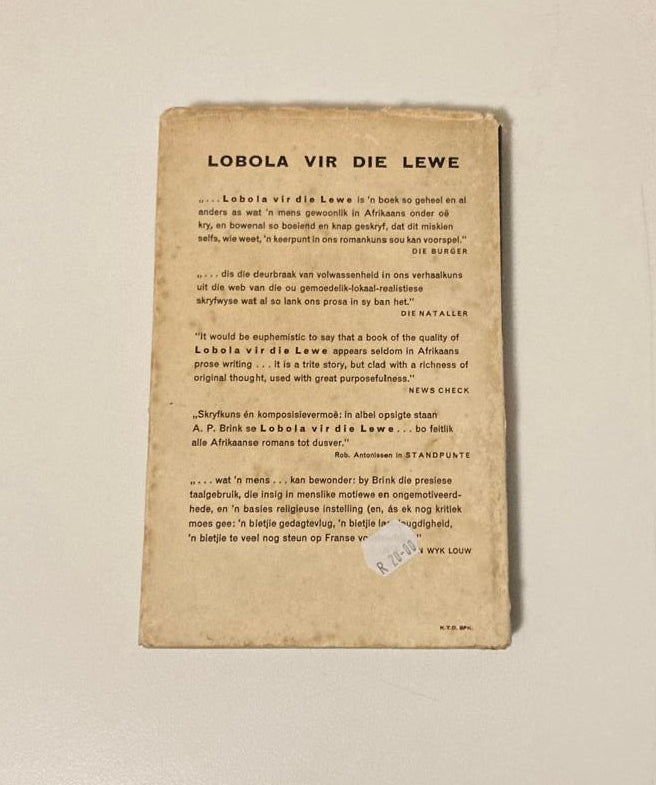 LOBOLA VIR DIE LEWE
„... Lobola vir die Lewe is 'n boek so geheel en al
anders as wat 'n mens gewoonlik in Afrikaans onder oë
kry, en bowenal so boeiend en knap geskryf, dat dit miskien
selfs, wie weet, 'n keerpunt in ons romankuns sou kan voorspel."
DIE BURGER
„... dis die deurbraak van volwassenheid in ons verhaalkuns
uit die web van die ou gemoedelik-lokaal-realistiese
skryfwyse wat al so lank ons prosa in sy ban het."
DIE NATALLER
"It would be euphemistic to say that a book of the quality of
Lobola vir die Lewe appears seldom in Afrikaans
prose writing ... It is a trite story, but clad with a richness of
original thought, used with great purposefulness."
NEWS CHECK
„Skryfkuns én komposisievermoë: in albei opsigte staan
A. P. Brink se Lobola vir die Lewe ... bo feitlik
alle Afrikaanse romans tot dusver."
Rob. Antonissen in STANDPUNTE
„... wat 'n mens ... kan bewonder: by Brink die presiese
taalgebruik, die insig in menslike motiewe en ongemotiveerd-
hede, en 'n basies religieuse instelling (en, ás ek nog kritiek
moes gee: 'n bietjie gedagtevlug, 'n bietjie
'n bietjie te veel nog steun op Franse "
WYK LOUW
R 20-00
K.T.D. BPK.